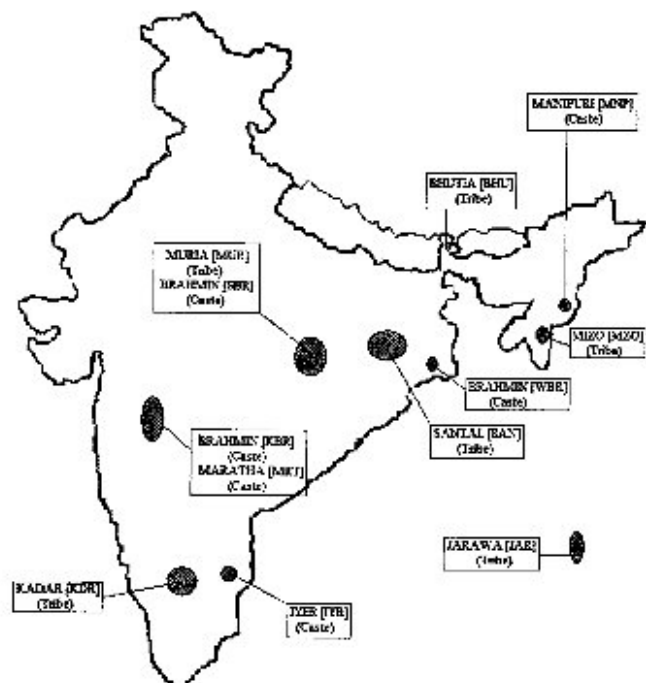 MANIPURI [MNP]
(Caste)
BHUTIA [BHU]
(Tribe)
MURIA [MUR]
(Tribe)
BRAHMIN
(Caste)
MIZO [MZO]
(Tribe)
BRAHMIN [WBR]
(Caste)
SANTAL [SAN]
(Tribe)
BRAHMIN [KBR]
(Caste)
MARATHA [MRT]
(Caste)
JARAWA [JAR]
(Tribe)
KADAR [KDR]
(Tribe)
IYER [IYR]
(Caste)